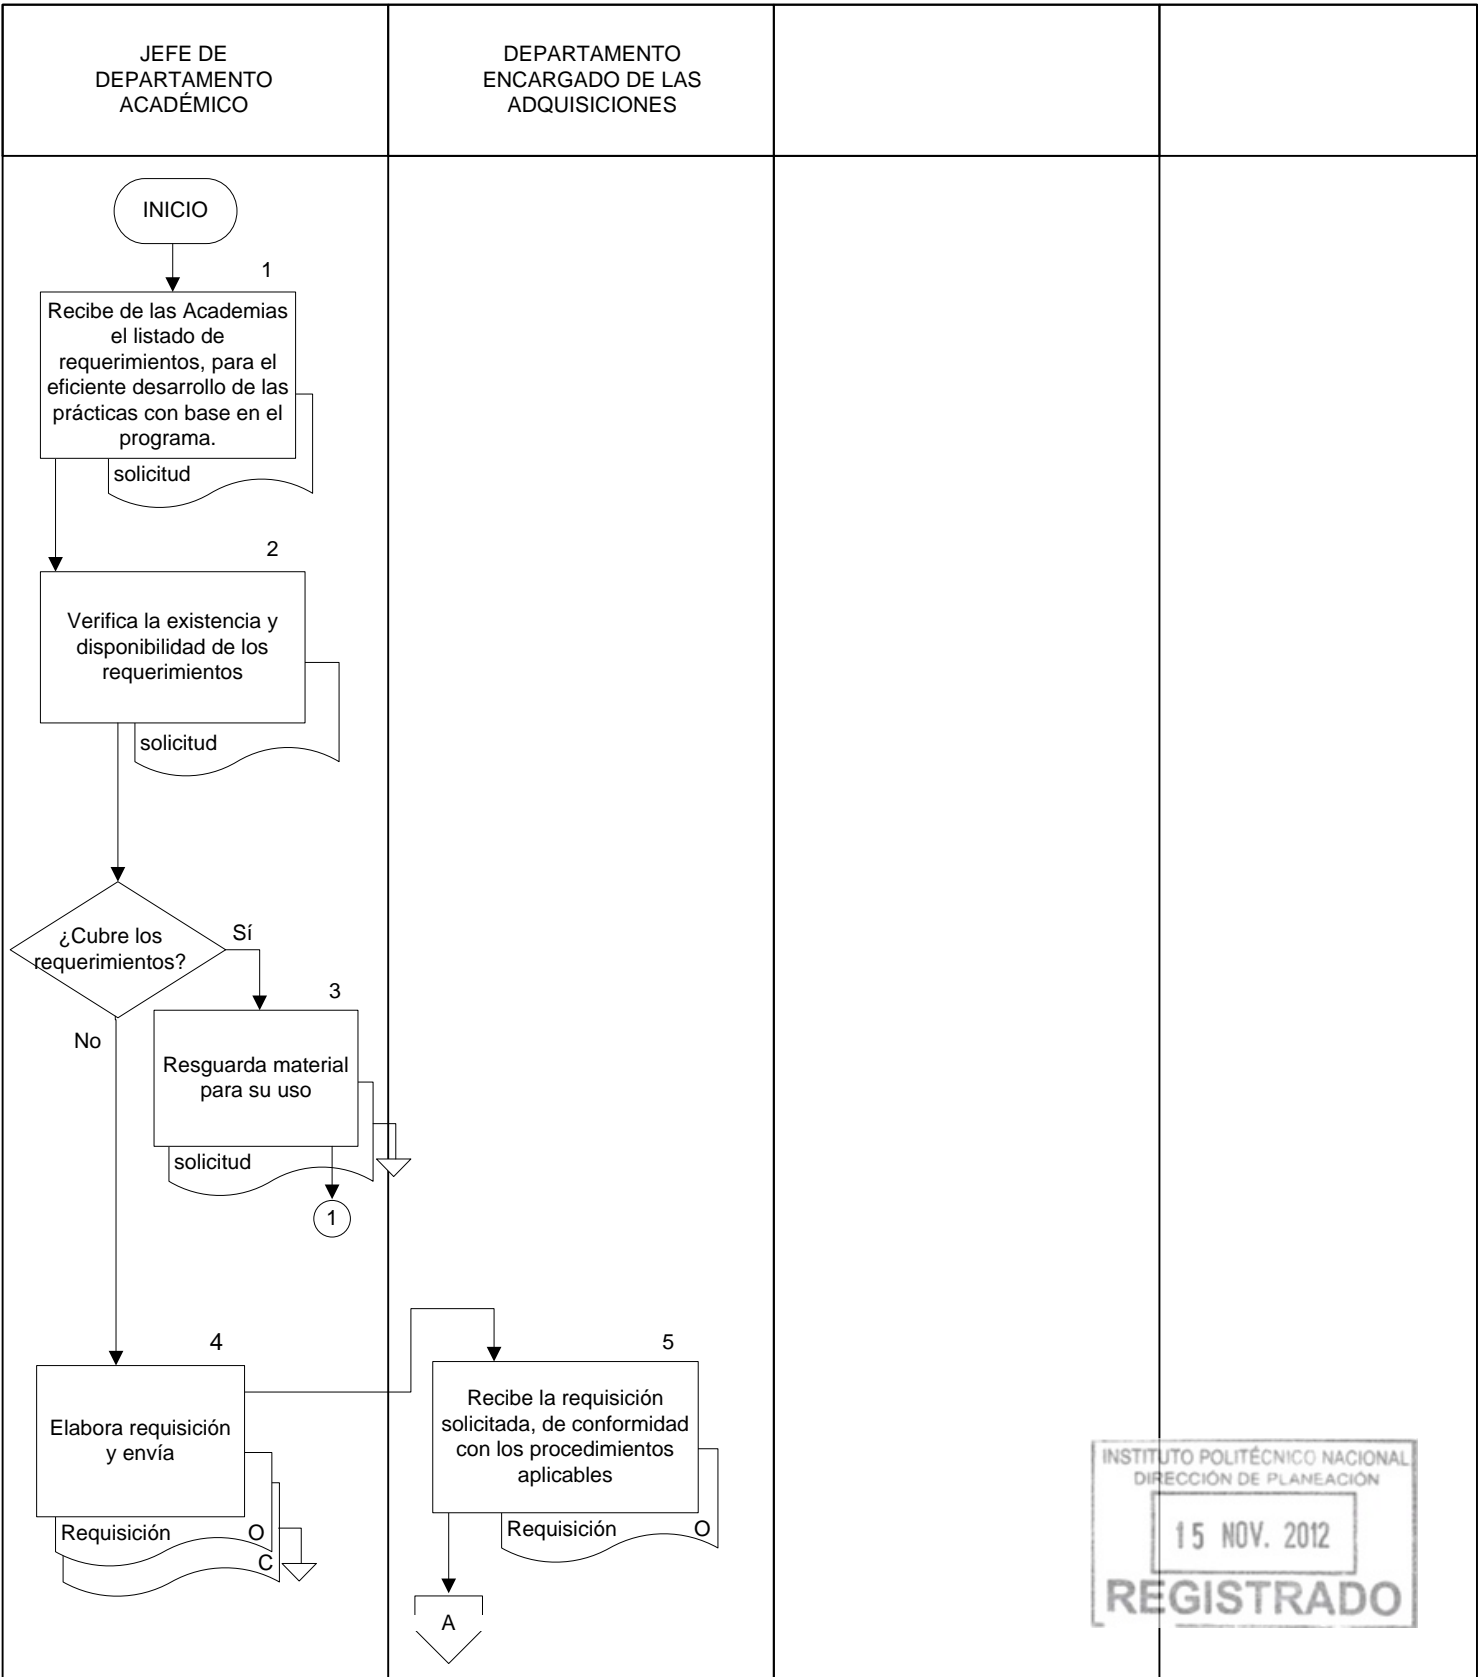 JEFE DE
DEPARTAMENTO
ACADÉMICO
DEPARTAMENTO
ENCARGADO DE LAS
ADQUISICIONES
INICIO
1
Recibe de las Academias
el listado de
requerimientos, para el
eficiente desarrollo de las
prácticas con base en el
programa.
solicitud
2
Verifica la existencia y
disponibilidad de los
requerimientos
solicitud
¿Cubre los
requerimientos?
Sí
No
3
Resguarda material
para su uso
solicitud
1
4
Elabora requisición
y envía
Requisición O
C
5
Recibe la requisición
solicitada, de conformidad
con los procedimientos
aplicables
Requisición O
A
INSTITUTO POLITÉCNICO NACIONAL
DIRECCIÓN DE PLANEACIÓN
15 NOV. 2012
REGISTRADO